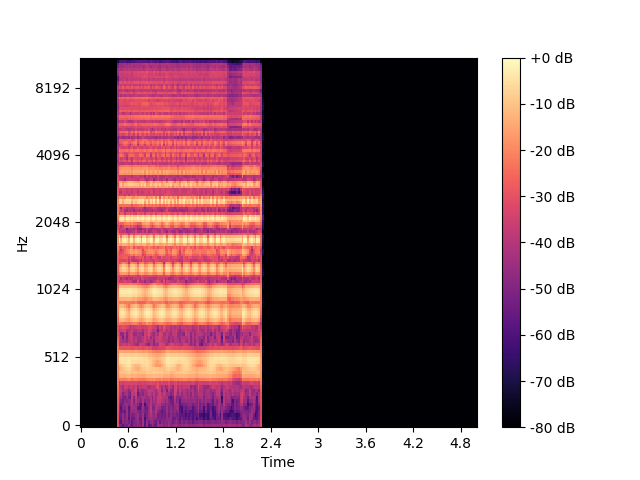 8192
4096
2048
1024
512
0
Hz
0 0.6 1.2 1.8 2.4 3 3.6 4.2 4.8
Time
+0 dB
-10 dB
-20 dB
-30 dB
-40 dB
-50 dB
-60 dB
-70 dB
-80 dB